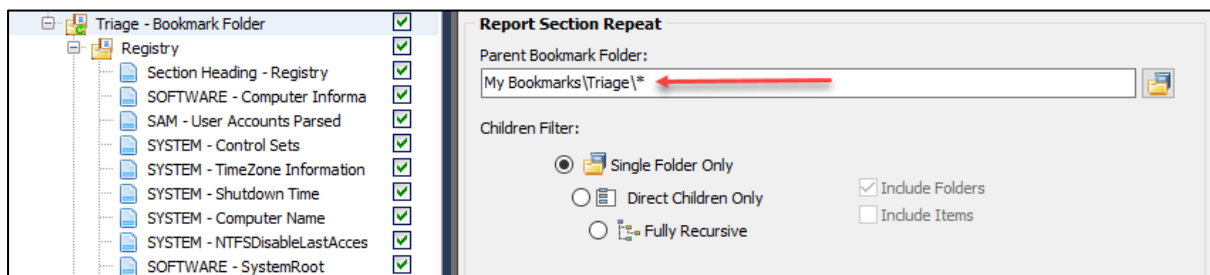 Triage - Bookmark Folder
Registry
Section Heading - Registry
SOFTWARE - Computer Informa
SAM - User Accounts Parsed
SYSTEM - Control Sets
SYSTEM - TimeZone Information
SYSTEM - Shutdown Time
SYSTEM - Computer Name
SYSTEM - NTFSDisableLastAcces
SOFTWARE - SystemRoot
Report Section Repeat
Parent Bookmark Folder:
My Bookmarks\Triage\*
Children Filter:
Single Folder Only
Direct Children Only
Fully Recursive
Include Folders
Include Items